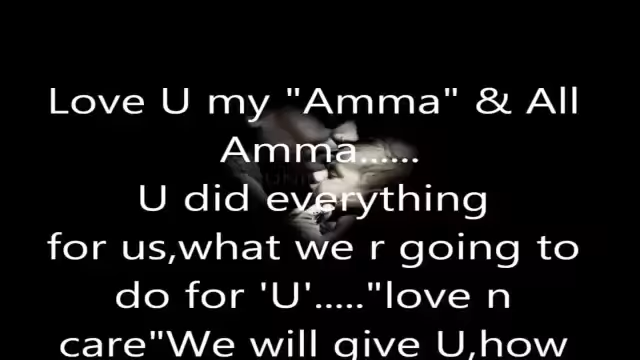 Love U my "Amma" & All
Amma......
U did everything
for us,what we r going to
do for 'U'....."love n
care"We will give U,how